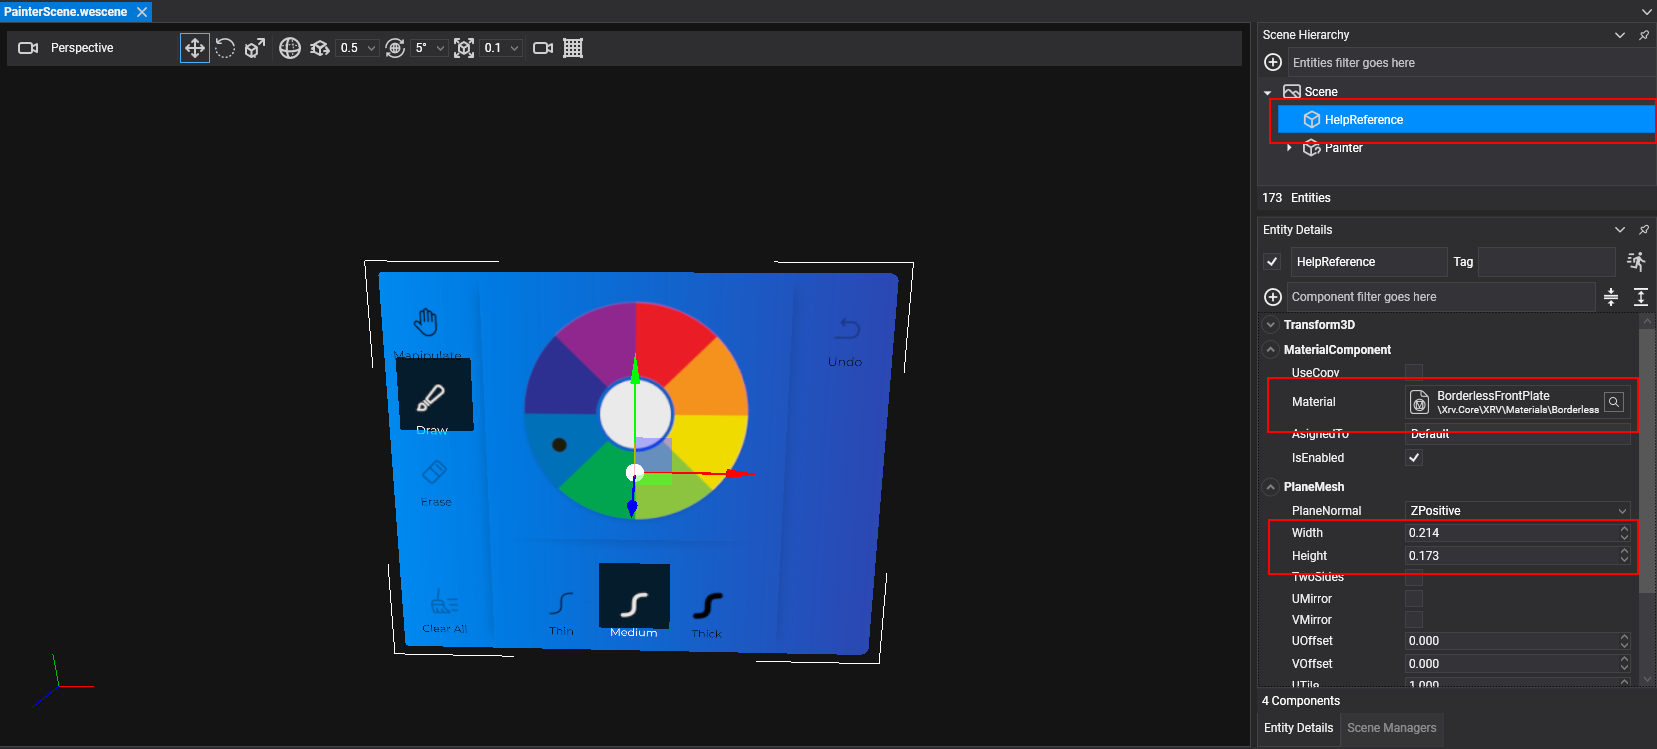 PainterScene.wescene
Perspective
0.5
5°
0.1
Manipulate
Draw
Erase
Clear All
Undo
Thin
Medium
Thick
Scene Hierarchy
Entities filter goes here
Scene
HelpReference
Painter
173 Entities
Entity Details
HelpReference Tag
Component filter goes here
Transform3D
MaterialComponent
UseCopy
Material BorderlessFrontPlate
\Xrv.Core\XRV\Materials\Borderless
AsignedTo Default
IsEnabled
PlaneMesh
PlaneNormal ZPositive
Width 0.214
Height 0.173
TwoSides
UMirror
VMirror
UOffset 0.000
VOffset 0.000
UTile 1.000
4 Components
Entity Details Scene Managers